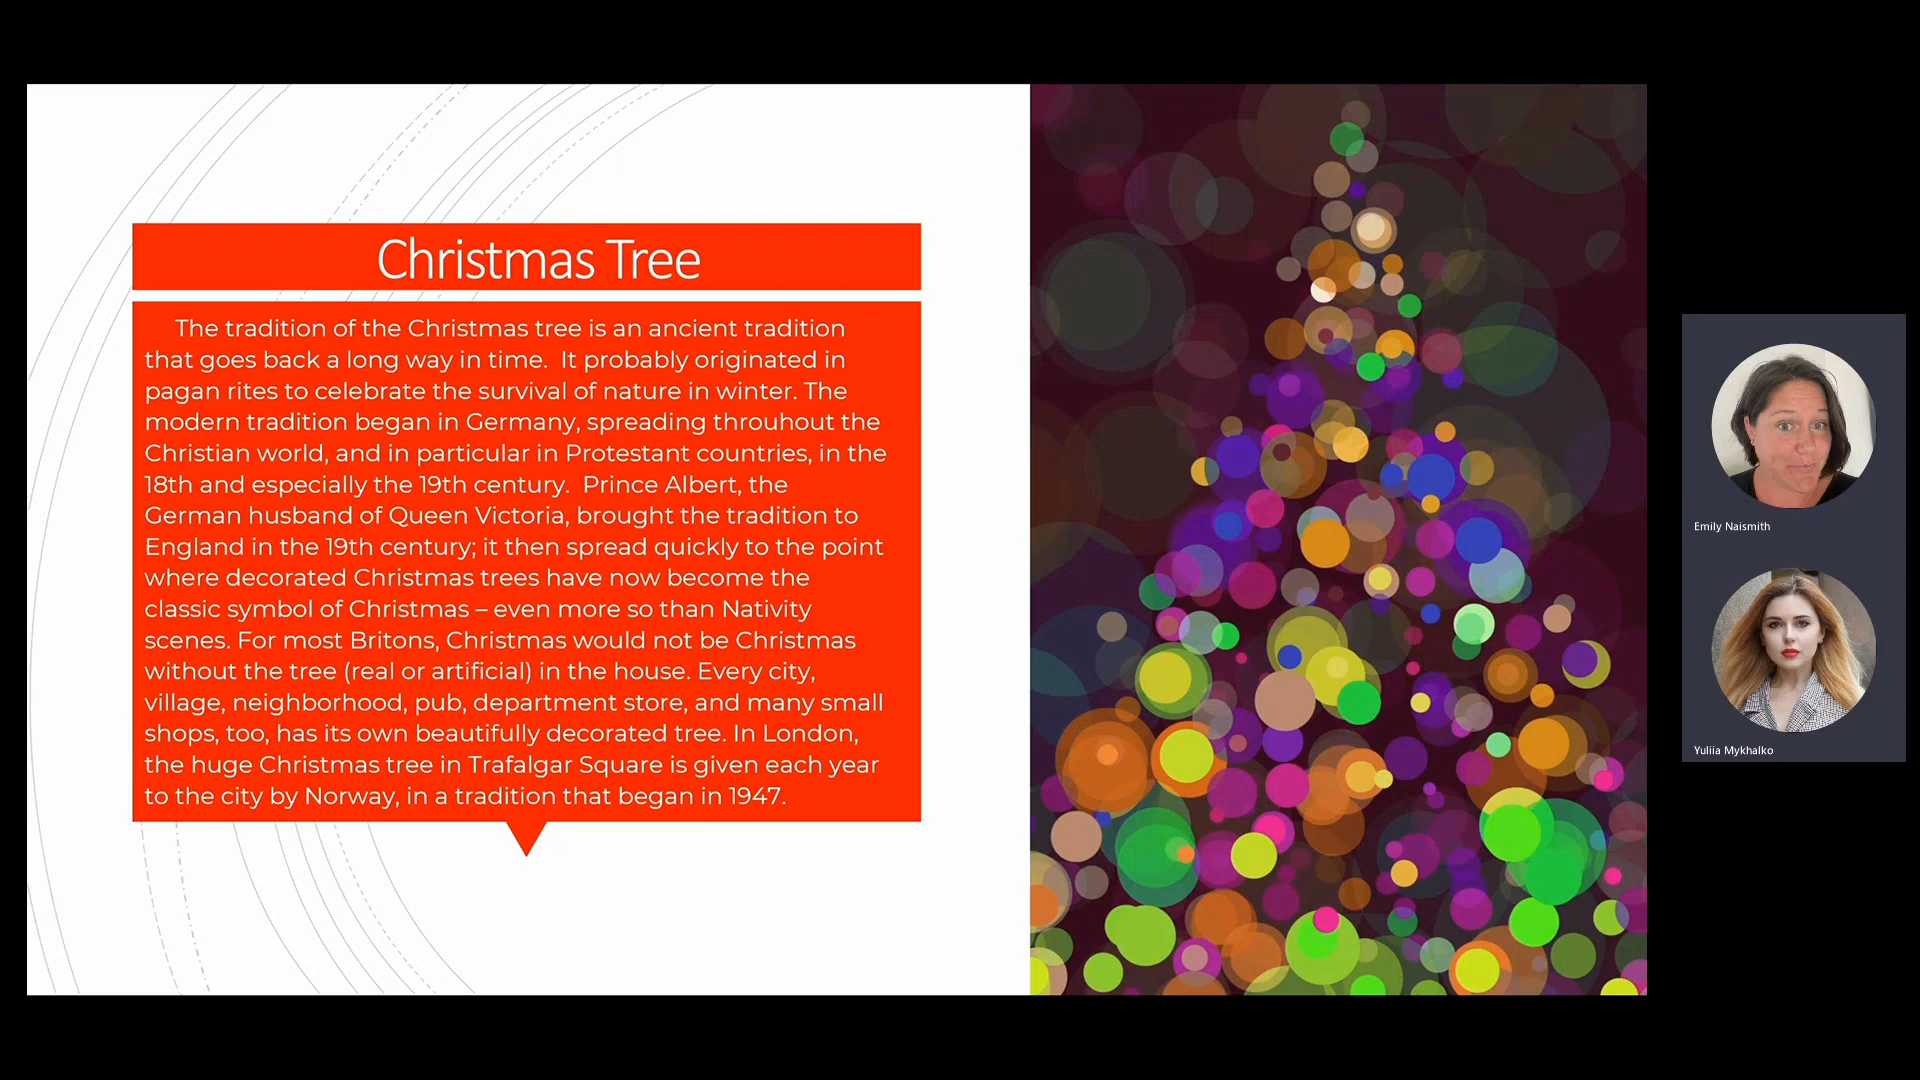 Christmas Tree
The tradition of the Christmas tree is an ancient tradition
that goes back a long way in time.  It probably originated in
pagan rites to celebrate the survival of nature in winter. The
modern tradition began in Germany, spreading throuhout the
Christian world, and in particular in Protestant countries, in the
18th and especially the 19th century.  Prince Albert, the
German husband of Queen Victoria, brought the tradition to
England in the 19th century; it then spread quickly to the point
where decorated Christmas trees have now become the
classic symbol of Christmas – even more so than Nativity
scenes. For most Britons, Christmas would not be Christmas
without the tree (real or artificial) in the house. Every city,
village, neighborhood, pub, department store, and many small
shops, too, has its own beautifully decorated tree. In London,
the huge Christmas tree in Trafalgar Square is given each year
to the city by Norway, in a tradition that began in 1947.
Emily Naismith
Yuliia Mykhalko